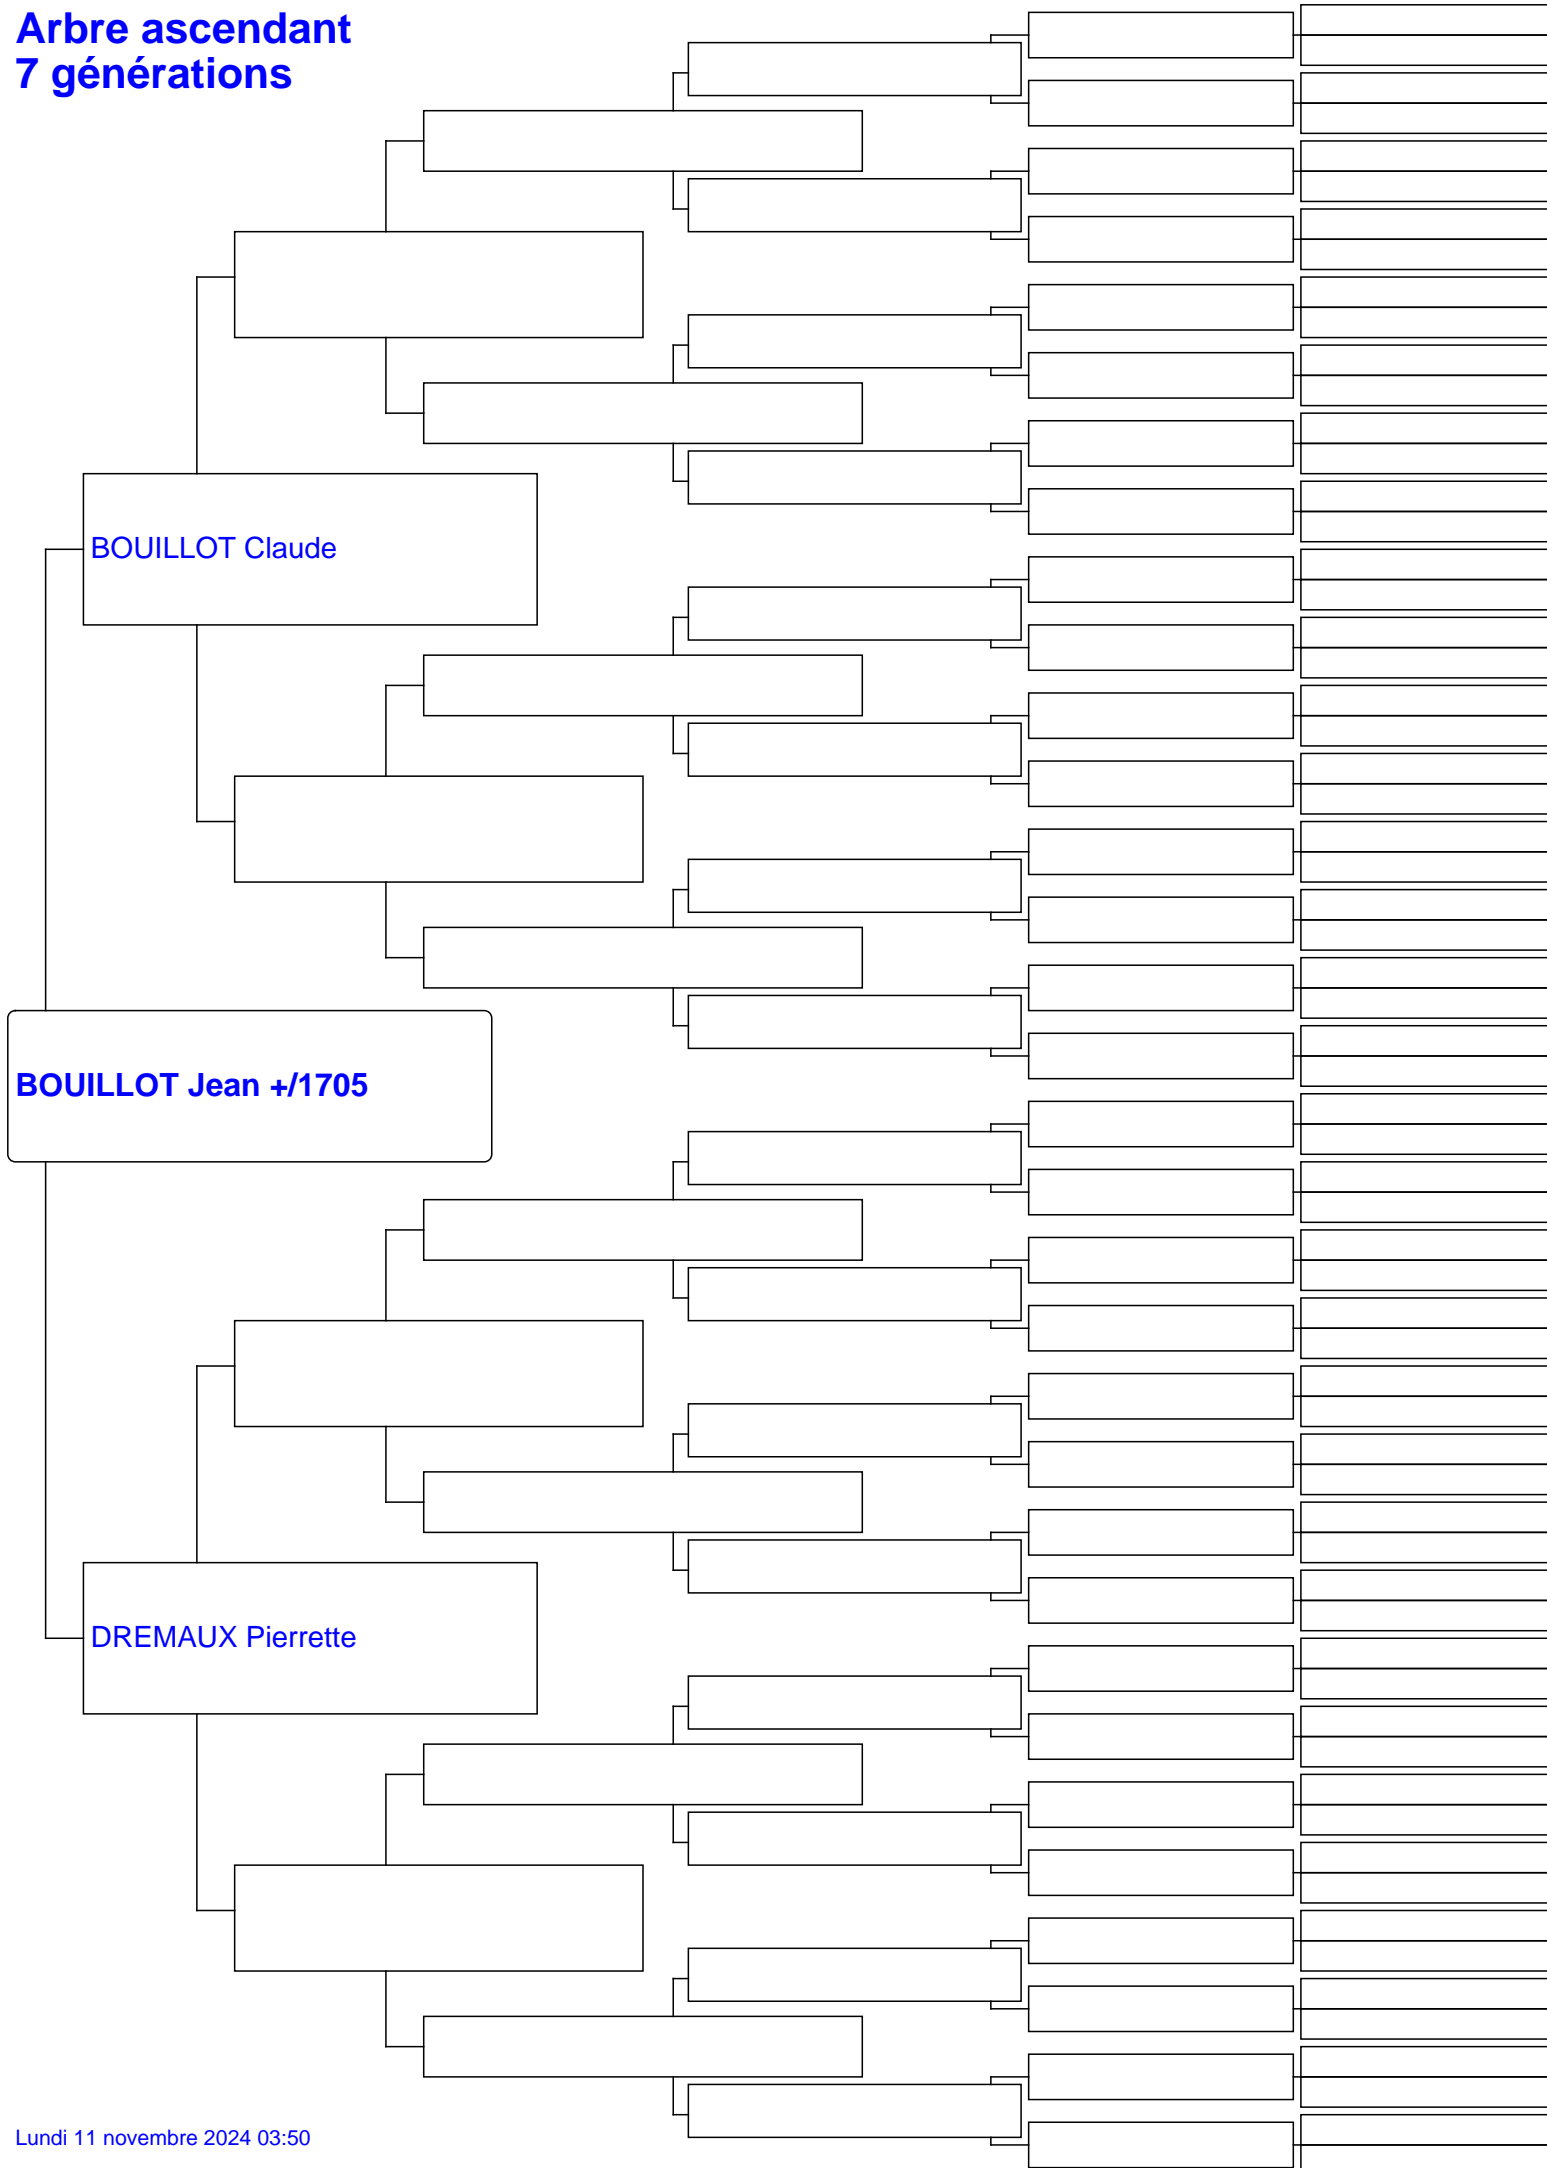 Arbre ascendant
7 générations
BOUILLOT Claude
BOUILLOT Jean +/1705
DREMAUX Pierrette
Lundi 11 novembre 2024 03:50